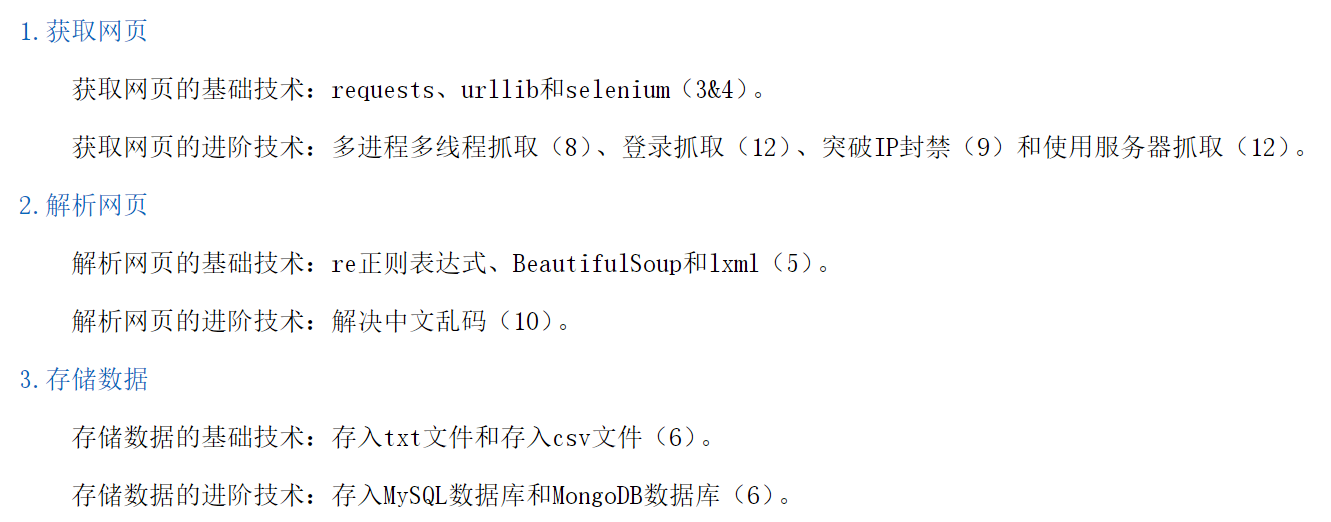 1.获取网页
获取网页的基础技术：requests、urllib和selenium（3&4）。
获取网页的进阶技术：多进程多线程抓取（8）、登录抓取（12）、突破IP封禁（9）和使用服务器抓取（12）。
2.解析网页
解析网页的基础技术：re正则表达式、BeautifulSoup和lxml（5）。
解析网页的进阶技术：解决中文乱码（10）。
3.存储数据
存储数据的基础技术：存入txt文件和存入csv文件（6）。
存储数据的进阶技术：存入MySQL数据库和MongoDB数据库（6）。